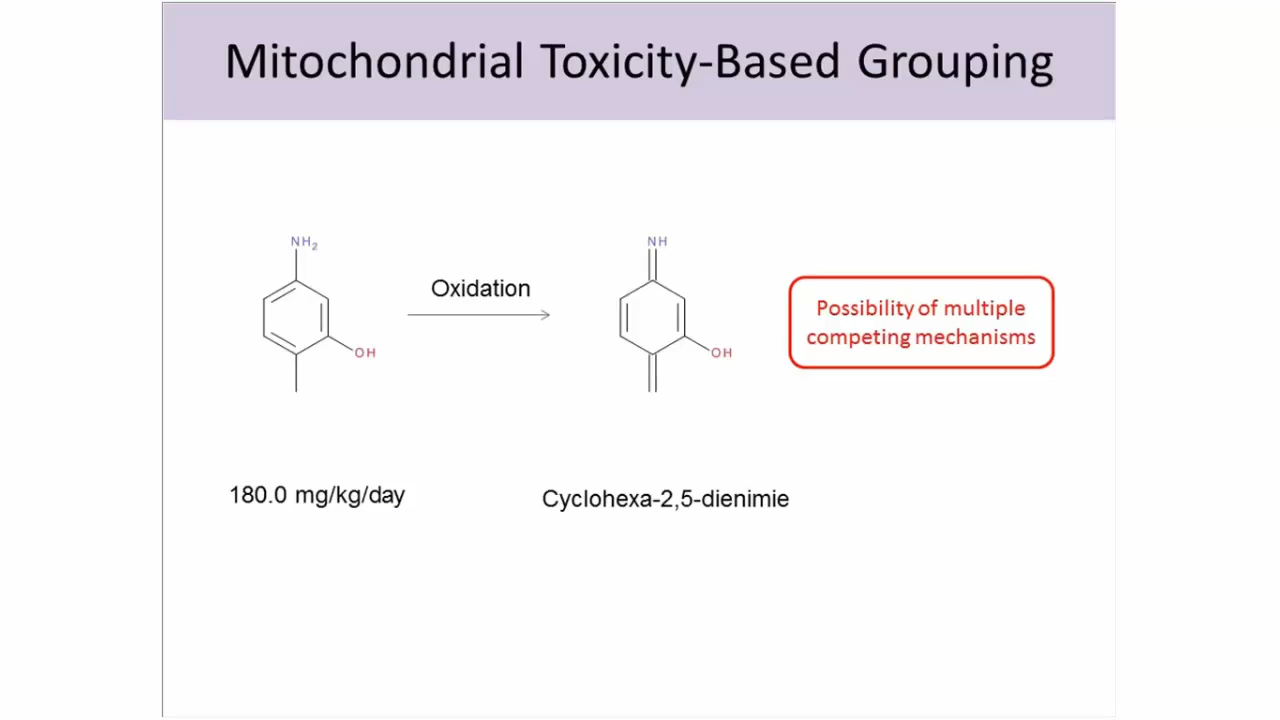 Mitochondrial Toxicity-Based Grouping
NH₂
Oxidation
OH
NH
OH
Possibility of multiple
competing mechanisms
180.0 mg/kg/day
Cyclohexa-2,5-dienimie